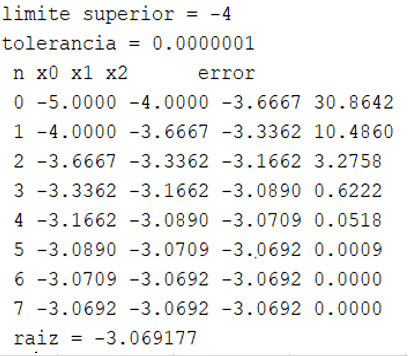 limite superior = -4
tolerancia = 0.0000001
n x0 x1 x2 error
0 -5.0000 -4.0000 -3.6667 30.8642
1 -4.0000 -3.6667 -3.3362 10.4860
2 -3.6667 -3.3362 -3.1662 3.2758
3 -3.3362 -3.1662 -3.0890 0.6222
4 -3.1662 -3.0890 -3.0709 0.0518
5 -3.0890 -3.0709 -3.0692 0.0009
6 -3.0709 -3.0692 -3.0692 0.0000
7 -3.0692 -3.0692 -3.0692 0.0000
raiz = -3.069177